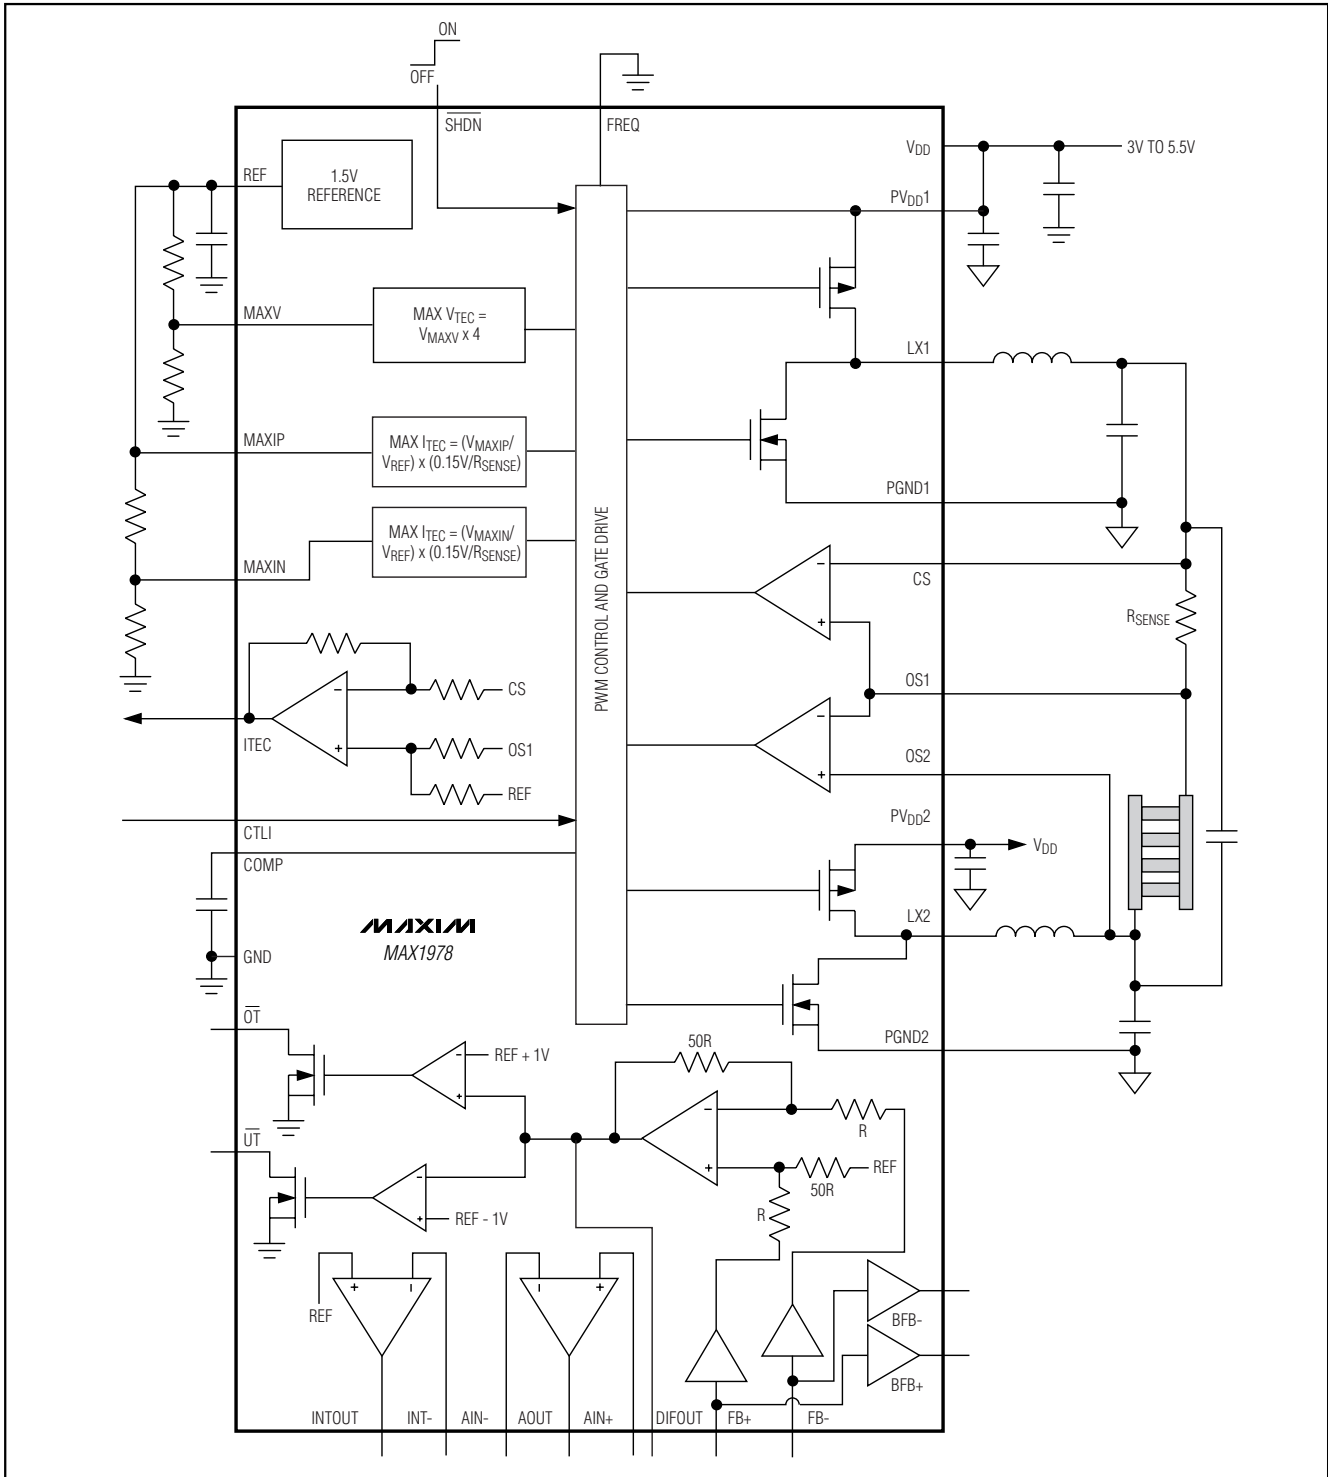 ON
OFF
SHDN
FREQ
VDD
3V TO 5.5V
REF
1.5V
REFERENCE
PVDD1
MAXV
MAX VTEC =
VMAXV x 4
LX1
MAXIP
MAX ITEC = (VMAXIP/
VREF) x (0.15V/RSENSE)
PGND1
MAX ITEC = (VMAXIN/
VREF) x (0.15V/RSENSE)
MAXIN
PWM CONTROL AND GATE DRIVE
-
CS
+
RSENSE
-
CS
OS1
-
ITEC
+
OS1
OS2
+
REF
PVDD2
CTLI
VDD
COMP
LX2
MAXIM
MAX1978
GND
OT
PGND2
50R
-
REF + 1V
+
-
R
UT
+
REF
50R
-
R
+
REF - 1V
+
-
-
+
REF
BFB-
BFB+
INTOUT
INT-
AIN-
AOUT
AIN+
DIFOUT
FB+
FB-